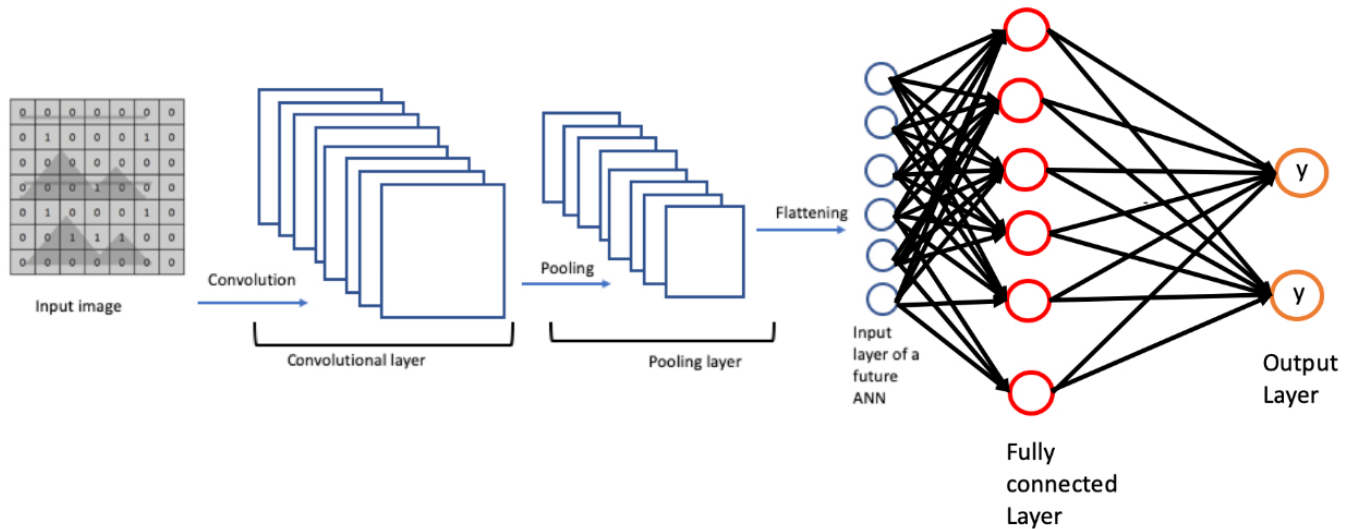 0 0 0 0 0 0 0
0 1 0 0 0 1 0
0 0 0 0 0 0 0
0 0 0 1 0 0 0
0 1 0 0 0 1 0
0 0 1 1 1 0 0
0 0 0 0 0 0 0
Input image
Convolution
Convolutional layer
Pooling
Pooling layer
Flattening
Input
layer of a
future
ANN
Fully
connected
Layer
y
y
Output
Layer